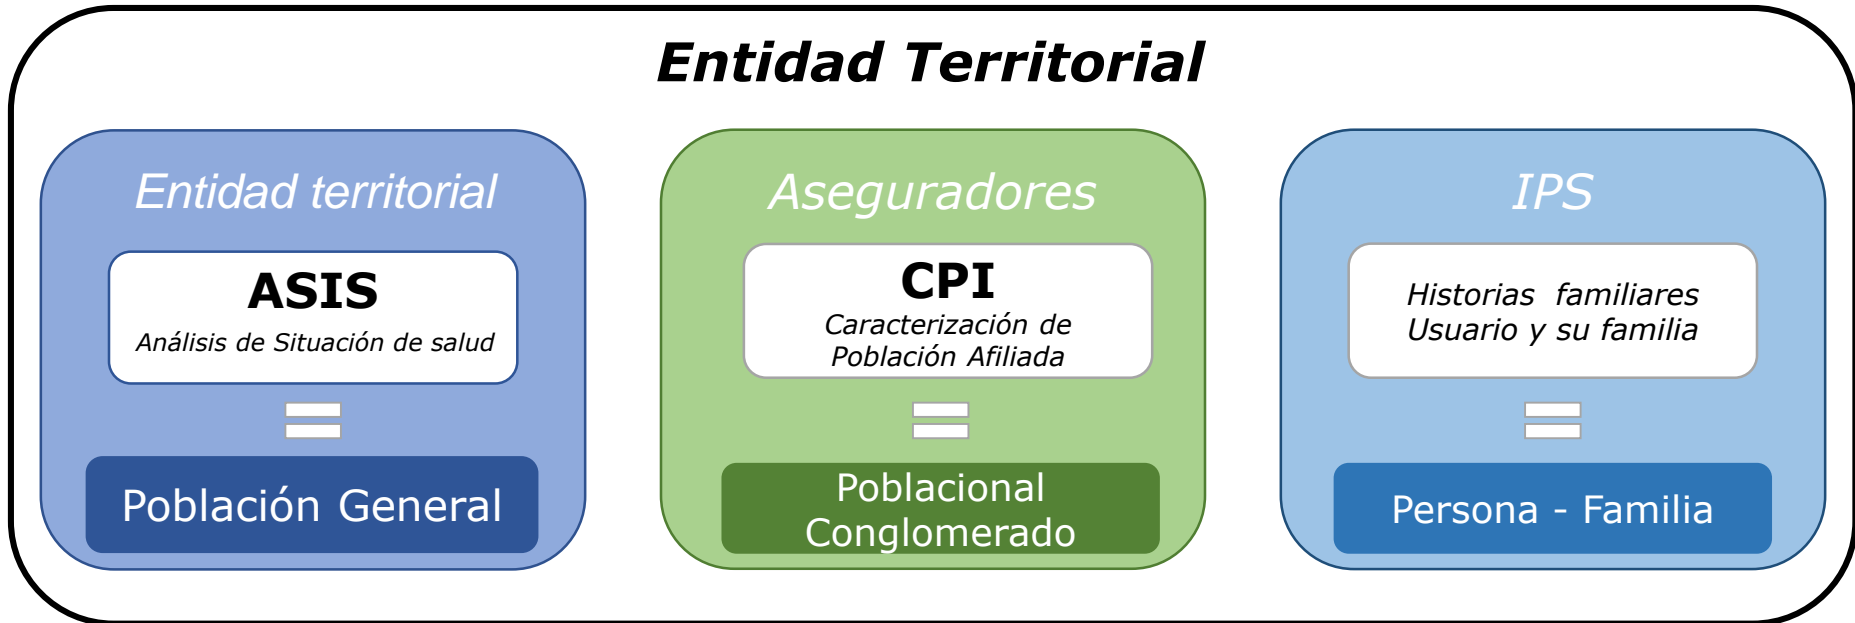 Entidad Territorial
Entidad territorial
ASIS
Análisis de Situación de salud
Población General
Aseguradores
CPI
Caracterización de
Población Afiliada
Poblacional
Conglomerado
IPS
Historias familiares
Usuario y su familia
Persona - Familia